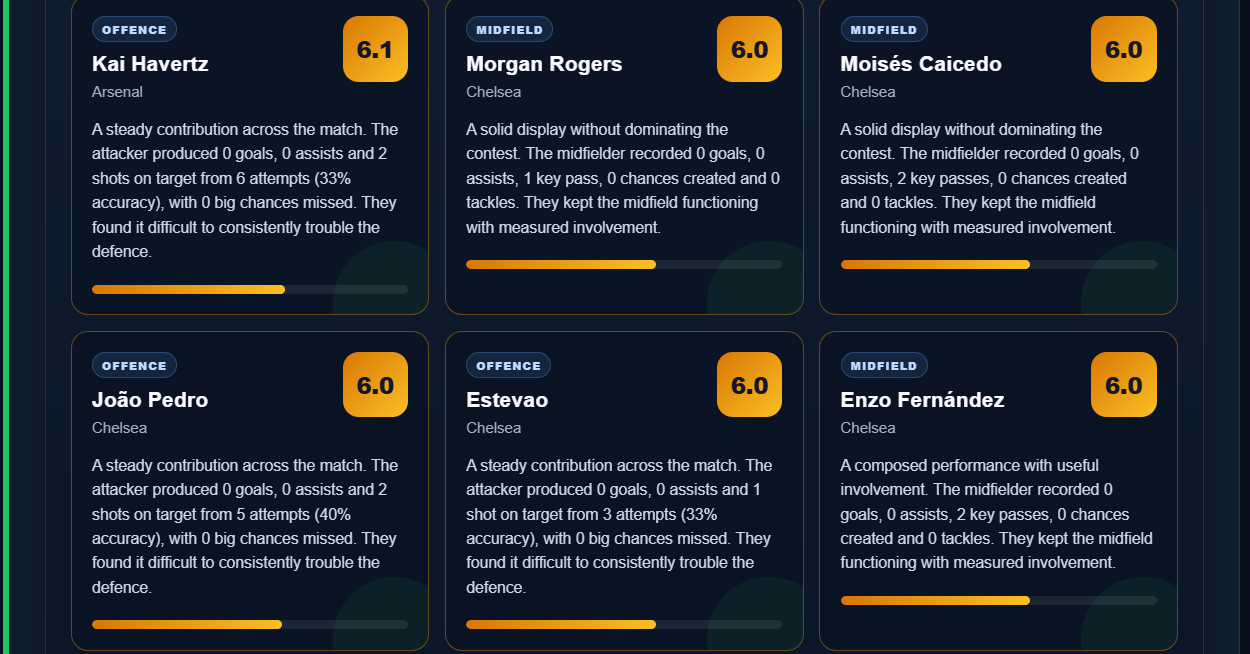 OFFENCE
6.1
Kai Havertz
Arsenal
A steady contribution across the match. The
attacker produced 0 goals, 0 assists and 2
shots on target from 6 attempts (33%
accuracy), with 0 big chances missed. They
found it difficult to consistently trouble the
defence.
MIDFIELD
6.0
Morgan Rogers
Chelsea
A solid display without dominating the
contest. The midfielder recorded 0 goals, 0
assists, 1 key pass, 0 chances created and 0
tackles. They kept the midfield functioning
with measured involvement.
MIDFIELD
6.0
Moisés Caicedo
Chelsea
A solid display without dominating the
contest. The midfielder recorded 0 goals, 0
assists, 2 key passes, 0 chances created
and 0 tackles. They kept the midfield
functioning with measured involvement.
OFFENCE
6.0
João Pedro
Chelsea
A steady contribution across the match. The
attacker produced 0 goals, 0 assists and 2
shots on target from 5 attempts (40%
accuracy), with 0 big chances missed. They
found it difficult to consistently trouble the
defence.
OFFENCE
6.0
Estevao
Chelsea
A steady contribution across the match. The
attacker produced 0 goals, 0 assists and 1
shot on target from 3 attempts (33%
accuracy), with 0 big chances missed. They
found it difficult to consistently trouble the
defence.
MIDFIELD
6.0
Enzo Fernández
Chelsea
A composed performance with useful
involvement. The midfielder recorded 0
goals, 0 assists, 2 key passes, 0 chances
created and 0 tackles. They kept the midfield
functioning with measured involvement.